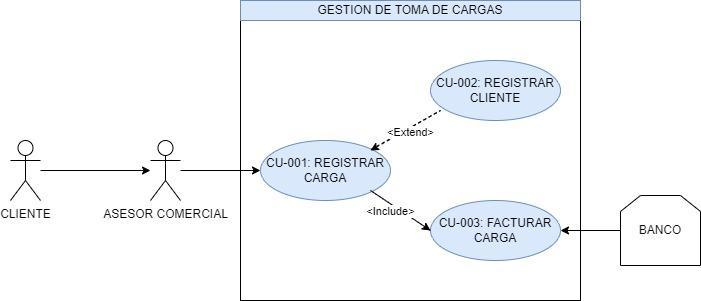 GESTION DE TOMA DE CARGAS
CU-002: REGISTRAR
CLIENTE
<Extend>
CU-001: REGISTRAR
CARGA
<Include>
CLIENTE
ASESOR COMERCIAL
CU-003: FACTURAR
CARGA
BANCO